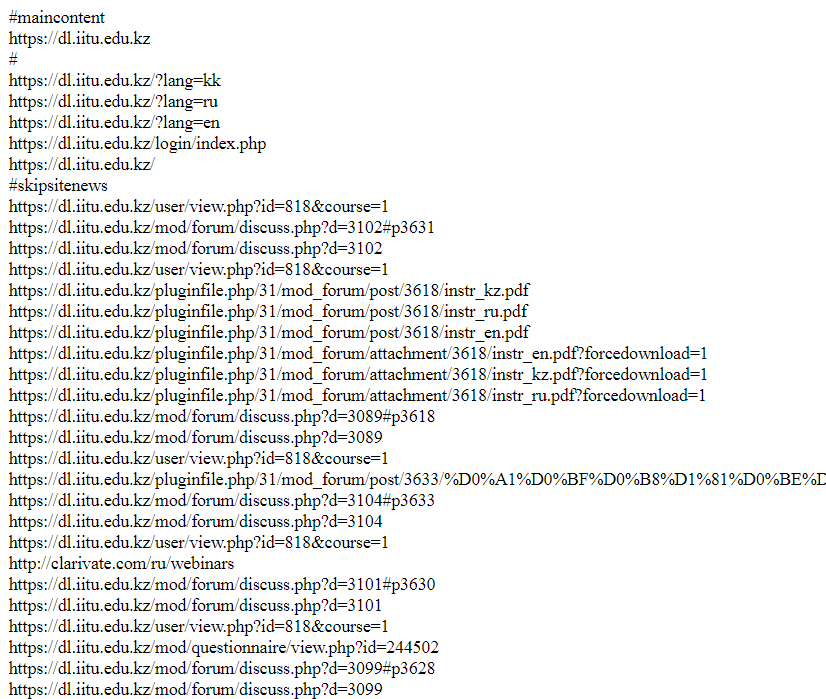 #maincontent
https://dl.iitu.edu.kz
#
https://dl.iitu.edu.kz/?lang=kk
https://dl.iitu.edu.kz/?lang=ru
https://dl.iitu.edu.kz/?lang=en
https://dl.iitu.edu.kz/login/index.php
https://dl.iitu.edu.kz/
#skipsitenews
https://dl.iitu.edu.kz/user/view.php?id=818&course=1
https://dl.iitu.edu.kz/mod/forum/discuss.php?d=3102#p3631
https://dl.iitu.edu.kz/mod/forum/discuss.php?d=3102
https://dl.iitu.edu.kz/user/view.php?id=818&course=1
https://dl.iitu.edu.kz/pluginfile.php/31/mod_forum/post/3618/instr_kz.pdf
https://dl.iitu.edu.kz/pluginfile.php/31/mod_forum/post/3618/instr_ru.pdf
https://dl.iitu.edu.kz/pluginfile.php/31/mod_forum/post/3618/instr_en.pdf
https://dl.iitu.edu.kz/pluginfile.php/31/mod_forum/attachment/3618/instr_en.pdf?forcedownload=1
https://dl.iitu.edu.kz/pluginfile.php/31/mod_forum/attachment/3618/instr_kz.pdf?forcedownload=1
https://dl.iitu.edu.kz/pluginfile.php/31/mod_forum/attachment/3618/instr_ru.pdf?forcedownload=1
https://dl.iitu.edu.kz/mod/forum/discuss.php?d=3089#p3618
https://dl.iitu.edu.kz/mod/forum/discuss.php?d=3089
https://dl.iitu.edu.kz/user/view.php?id=818&course=1
https://dl.iitu.edu.kz/pluginfile.php/31/mod_forum/post/3633/%D0%A1%D0%BF%D0%B8%D1%81%D0%BE%D
https://dl.iitu.edu.kz/mod/forum/discuss.php?d=3104#p3633
https://dl.iitu.edu.kz/mod/forum/discuss.php?d=3104
https://dl.iitu.edu.kz/user/view.php?id=818&course=1
http://clarivate.com/ru/webinars
https://dl.iitu.edu.kz/mod/forum/discuss.php?d=3101#p3630
https://dl.iitu.edu.kz/mod/forum/discuss.php?d=3101
https://dl.iitu.edu.kz/user/view.php?id=818&course=1
https://dl.iitu.edu.kz/mod/questionnaire/view.php?id=244502
https://dl.iitu.edu.kz/mod/forum/discuss.php?d=3099#p3628
https://dl.iitu.edu.kz/mod/forum/discuss.php?d=3099